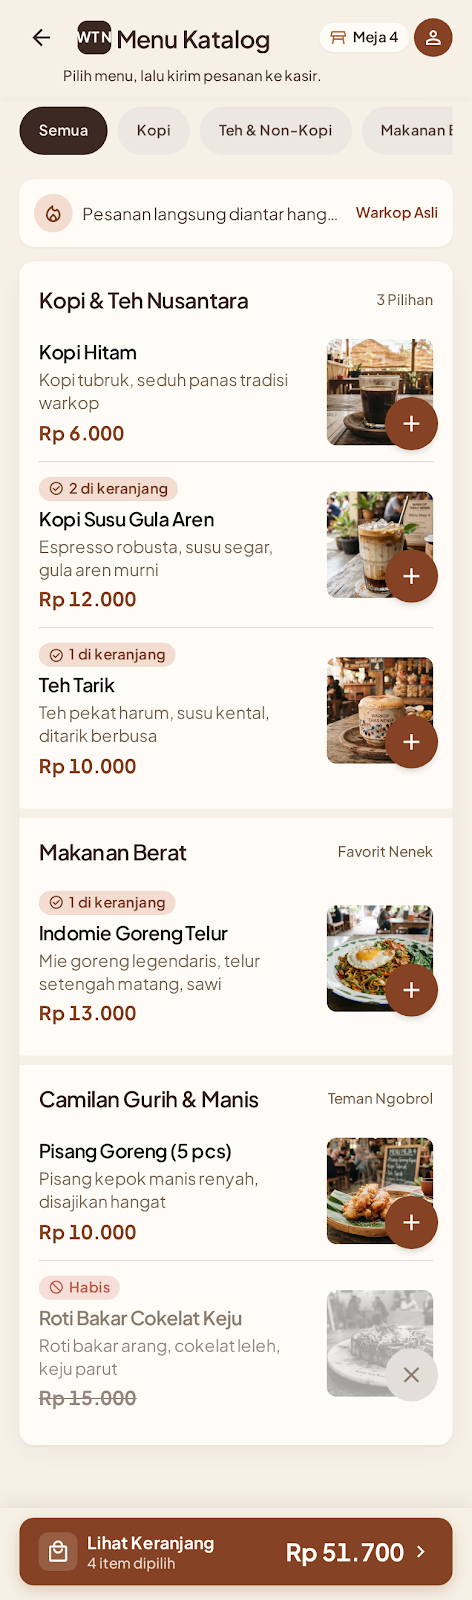 WTN Menu Katalog
Meja 4
Pilih menu, lalu kirim pesanan ke kasir.
Semua
Kopi
Teh & Non-Kopi
Makanan B
Pesanan langsung diantar hang...
Warkop Asli
Kopi & Teh Nusantara
3 Pilihan
Kopi Hitam
Kopi tubruk, seduh panas tradisi
warkop
Rp 6.000
2 di keranjang
Kopi Susu Gula Aren
Espresso robusta, susu segar,
gula aren murni
Rp 12.000
1 di keranjang
Teh Tarik
Teh pekat harum, susu kental,
ditarik berbusa
Rp 10.000
Makanan Berat
Favorit Nenek
1 di keranjang
Indomie Goreng Telur
Mie goreng legendaris, telur
setengah matang, sawi
Rp 13.000
Camilan Gurih & Manis
Teman Ngobrol
Pisang Goreng (5 pcs)
Pisang kepok manis renyah,
disajikan hangat
Rp 10.000
Habis
Roti Bakar Cokelat Keju
Roti bakar arang, cokelat leleh,
keju parut
Rp 15.000
Lihat Keranjang
4 item dipilih
Rp 51.700